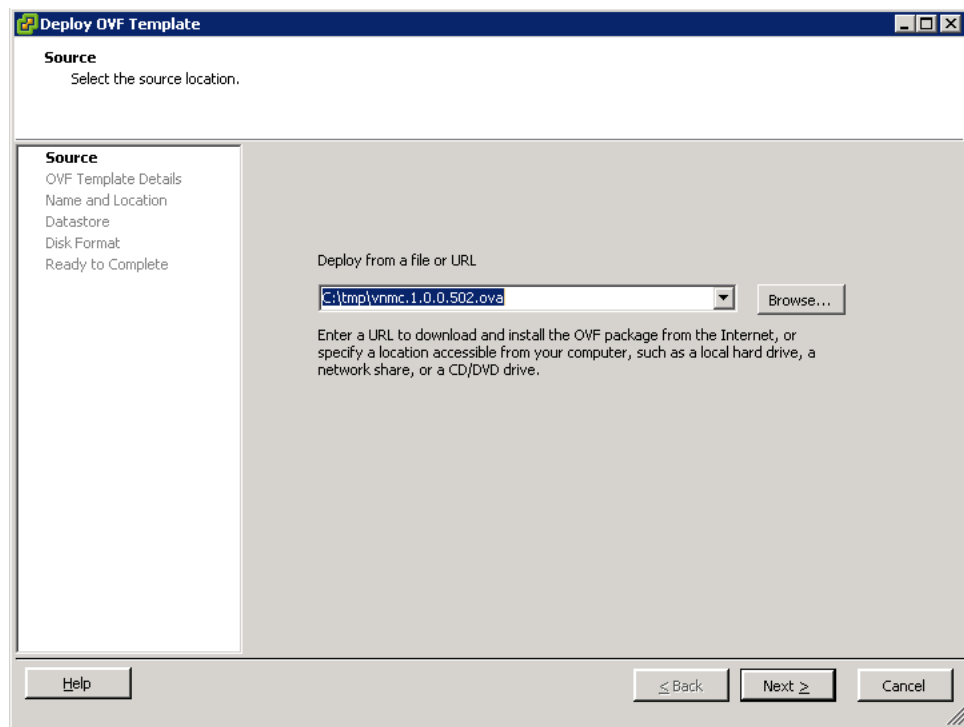 Deploy OVF Template
Source
Select the source location.
Source
OVF Template Details
Name and Location
Datastore
Disk Format
Ready to Complete
Deploy from a file or URL
C:\tmp\vnmc.1.0.0.502.ova
Browse...
Enter a URL to download and install the OVF package from the Internet, or
specify a location accessible from your computer, such as a local hard drive, a
network share, or a CD/DVD drive.
Help
≤ Back
Next ≥
Cancel